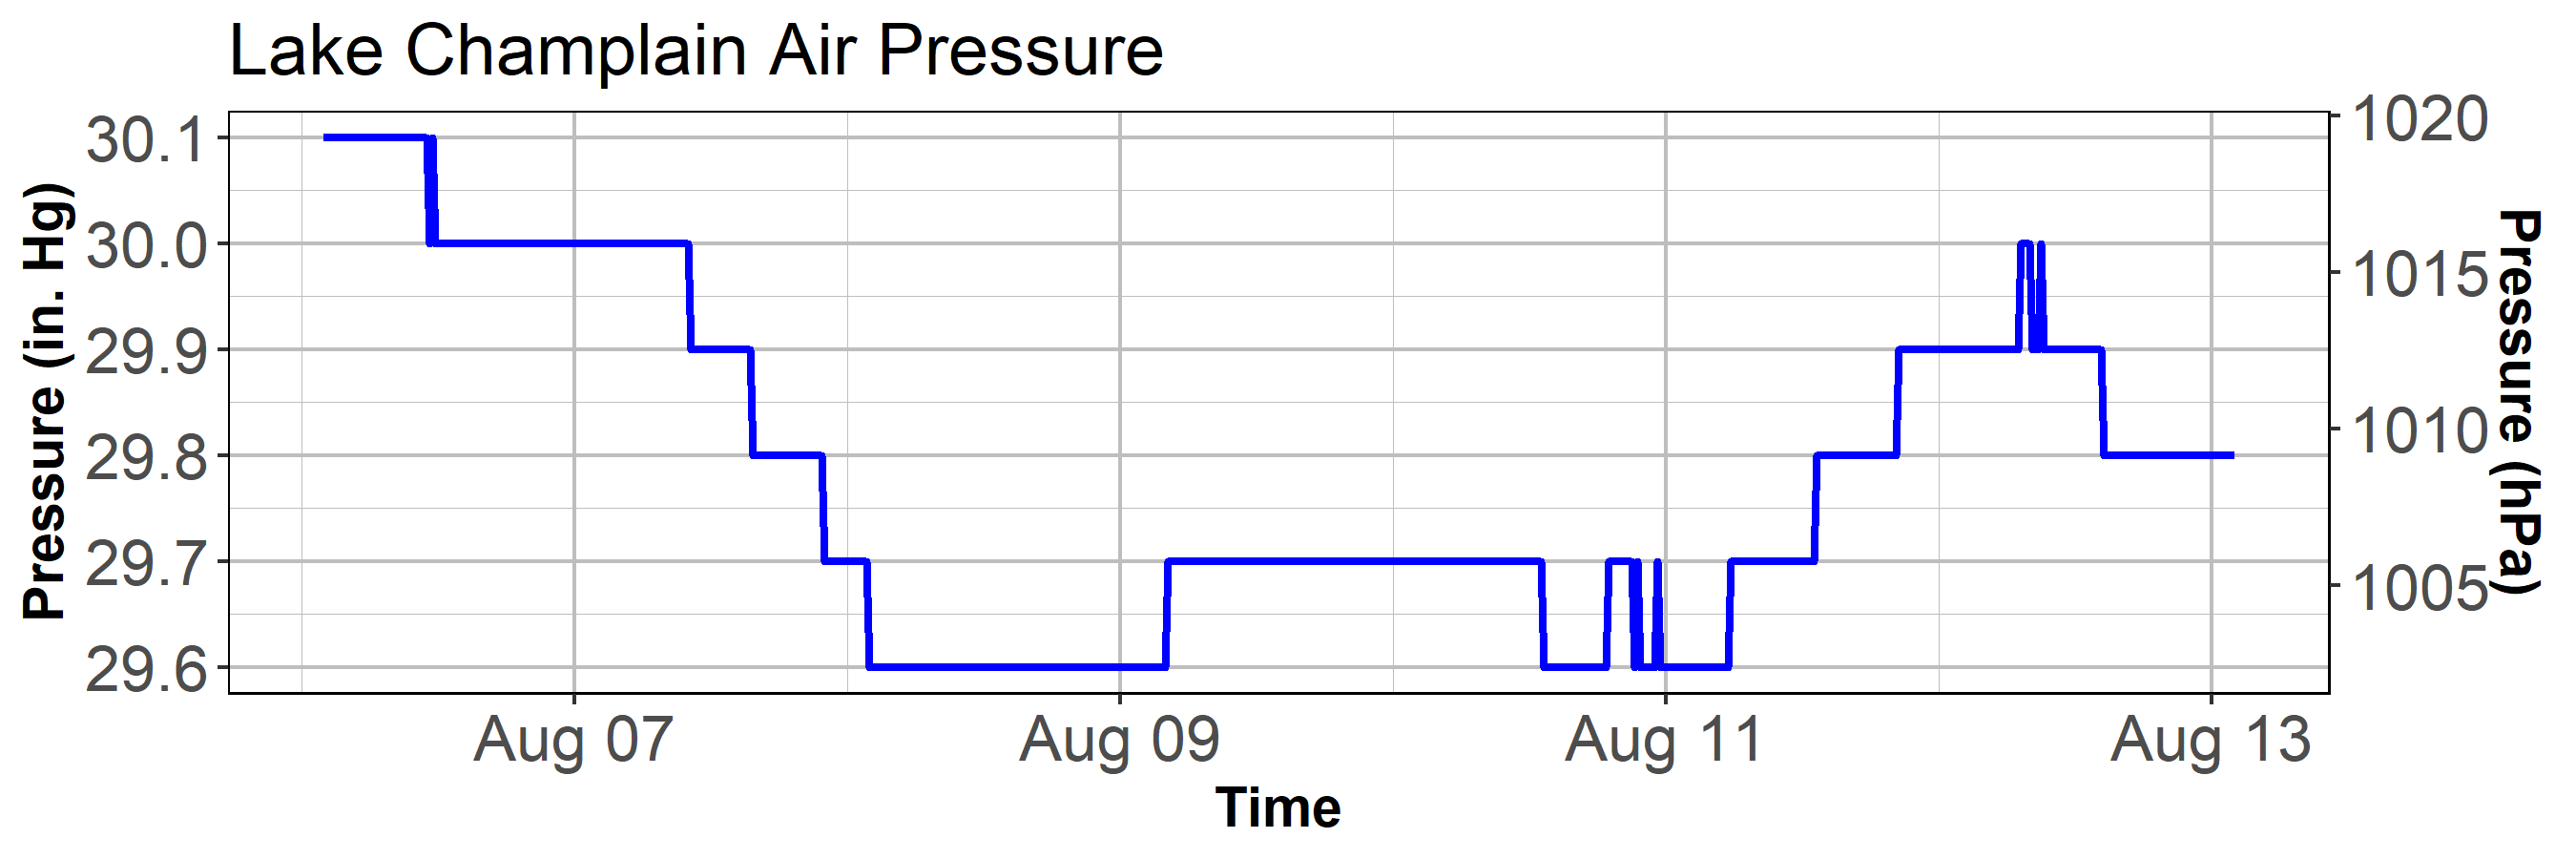 Lake Champlain Air Pressure
Pressure (in. Hg)
30.1
30.0
29.9
29.8
29.7
29.6
1020
1015
1010
1005
Pressure (hPa)
Aug 07
Aug 09
Aug 11
Aug 13
Time